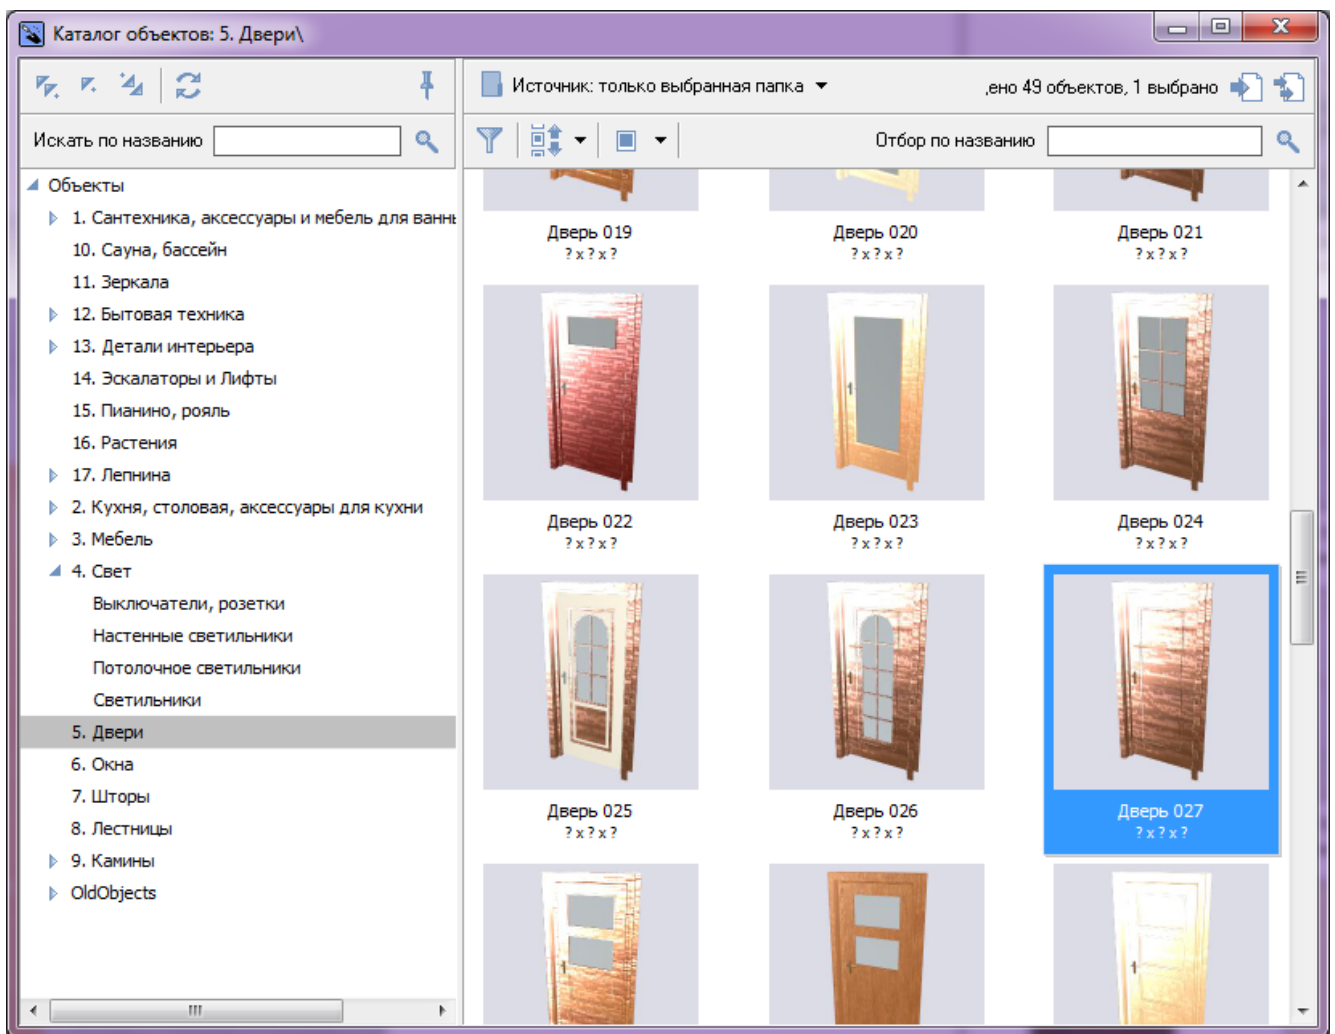 Каталог объектов: 5. Двери\
Источник: только выбранная папка
,ено 49 объектов, 1 выбрано
Искать по названию
Отбор по названию
Объекты
1. Сантехника, аксессуары и мебель для ванн
10. Сауна, бассейн
11. Зеркала
12. Бытовая техника
13. Детали интерьера
14. Эскалаторы и Лифты
15. Пианино, рояль
16. Растения
17. Лепнина
2. Кухня, столовая, аксессуары для кухни
3. Мебель
4. Свет
Выключатели, розетки
Настенные светильники
Потолочное светильники
Светильники
5. Двери
6. Окна
7. Шторы
8. Лестницы
9. Камины
OldObjects
Дверь 019
? x ? x ?
Дверь 020
? x ? x ?
Дверь 021
? x ? x ?
Дверь 022
? x ? x ?
Дверь 023
? x ? x ?
Дверь 024
? x ? x ?
Дверь 025
? x ? x ?
Дверь 026
? x ? x ?
Дверь 027
? x ? x ?